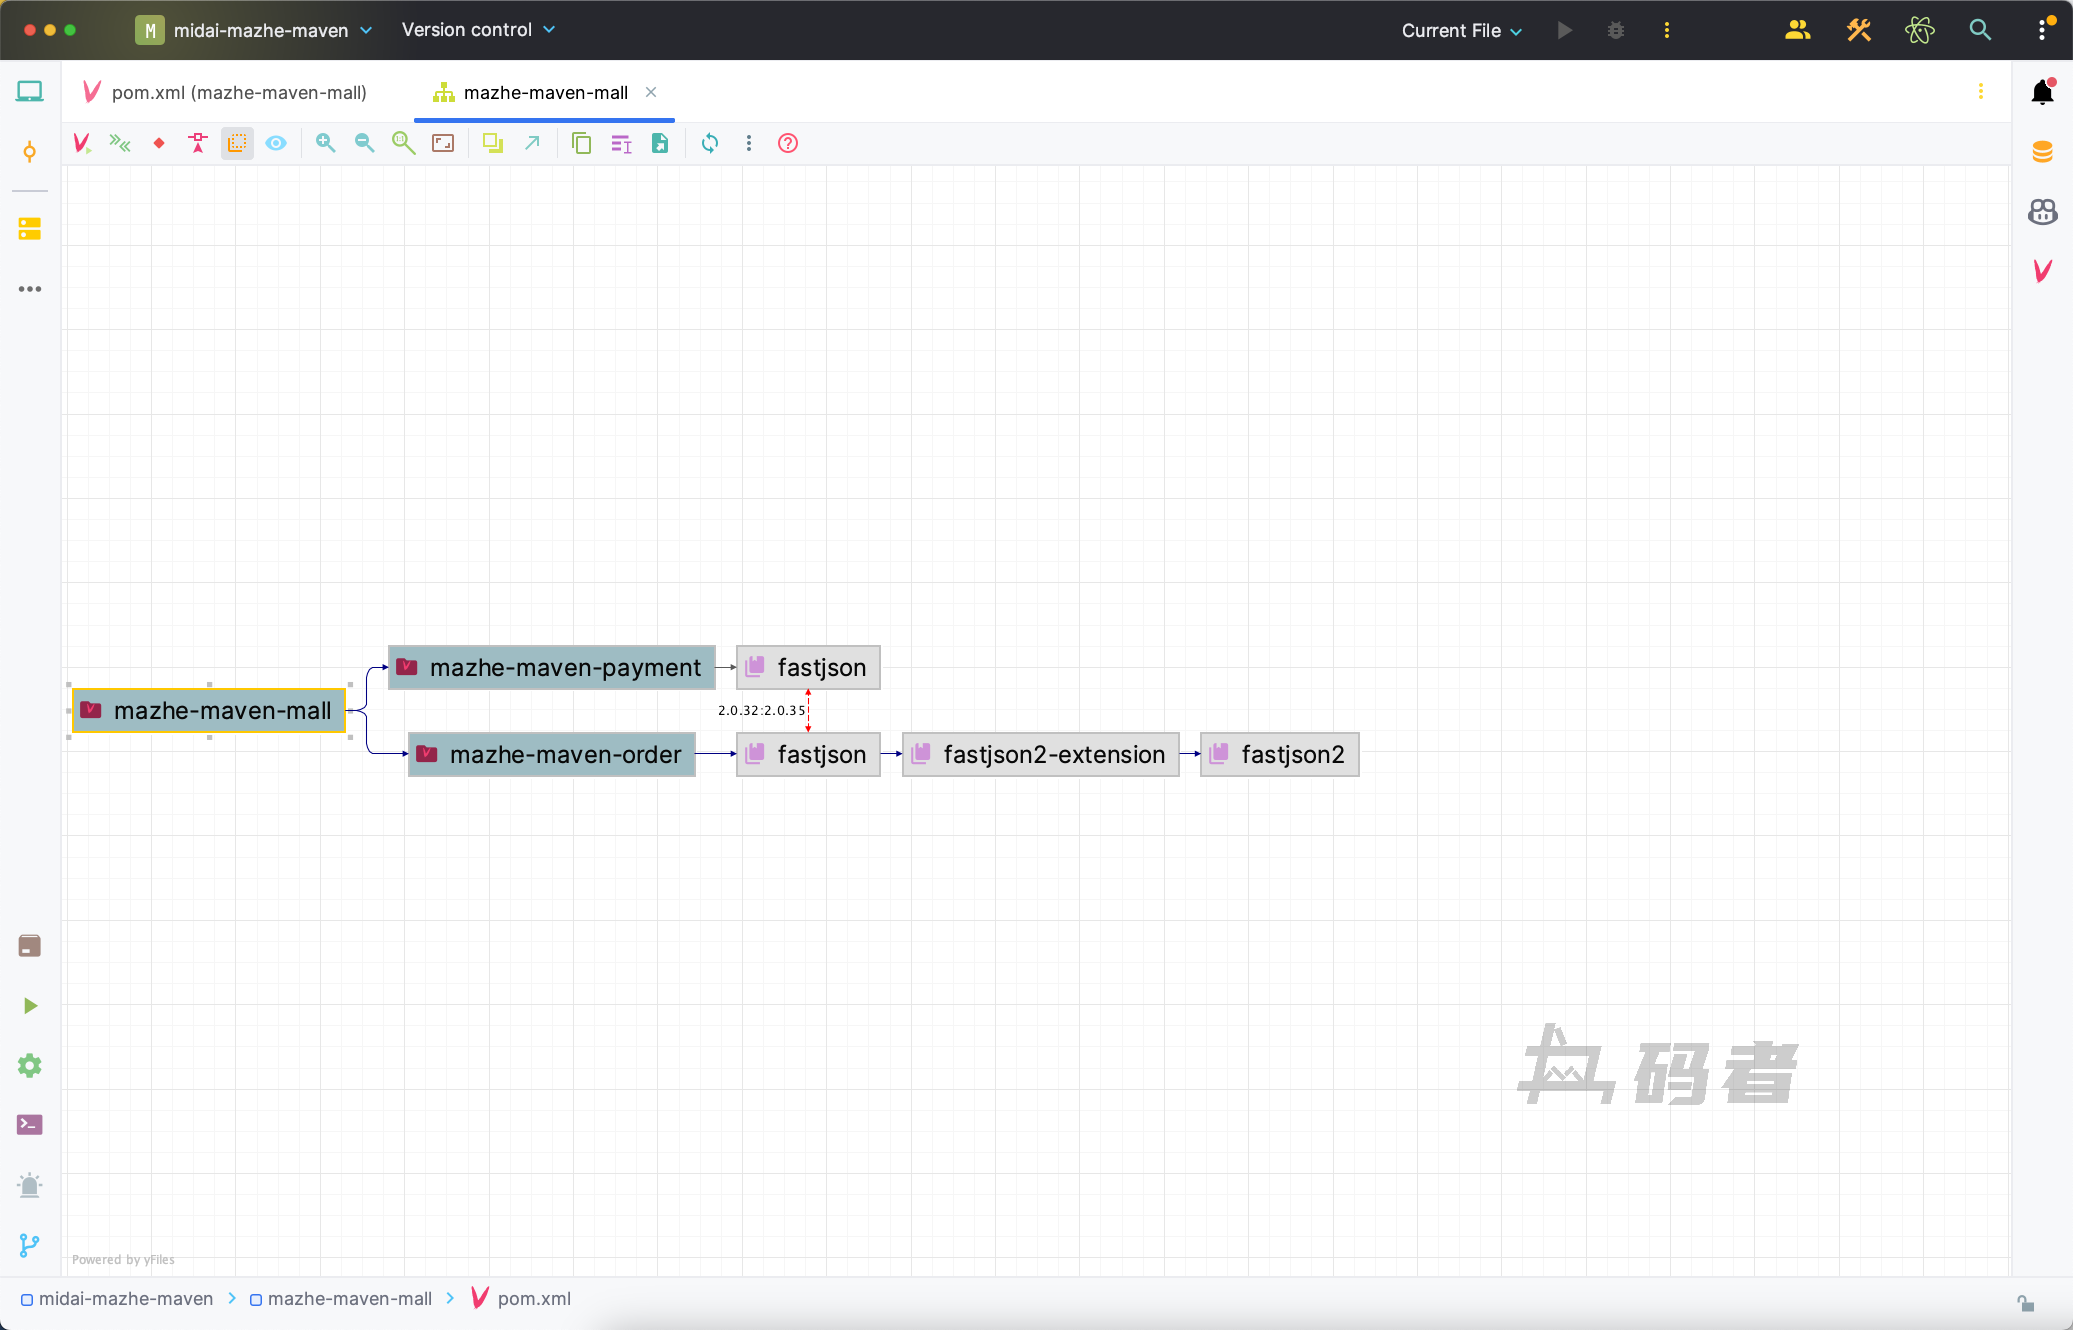 M midai-mazhe-maven Version control Current File
pom.xml (mazhe-maven-mall) mazhe-maven-mall
mazhe-maven-payment fastjson
mazhe-maven-mall 2.0.32:2.0.35
mazhe-maven-order fastjson fastjson2-extension fastjson2
码者
Powered by yFiles
midai-mazhe-maven mazhe-maven-mall pom.xml